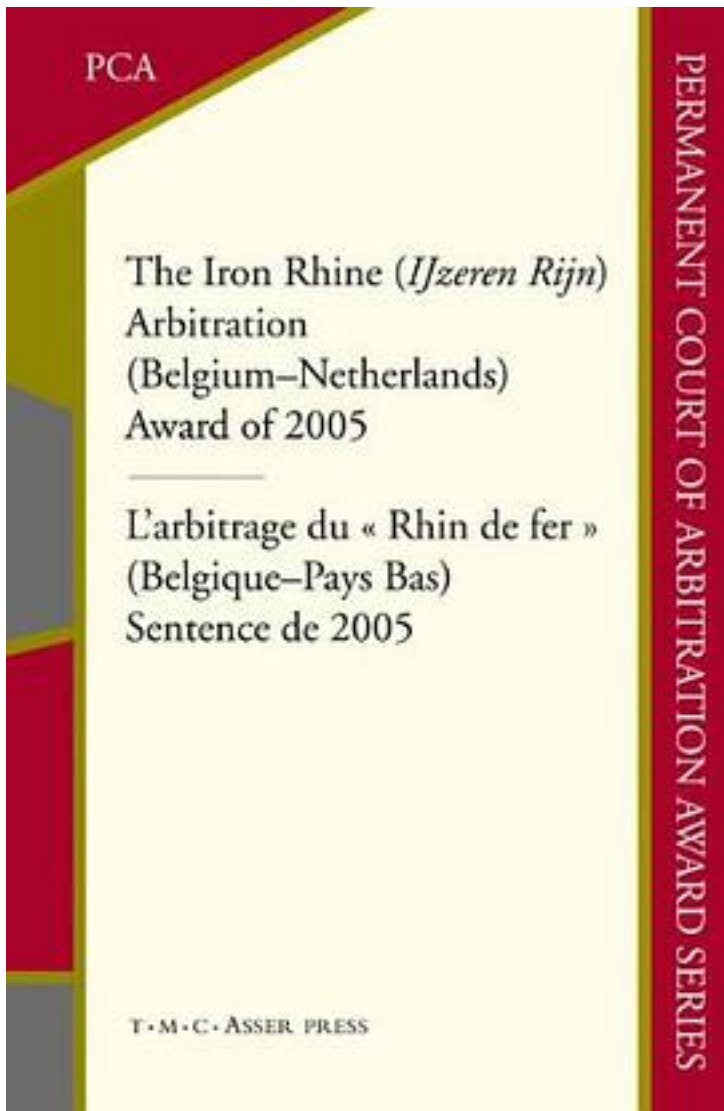 PCA
The Iron Rhine (IJzeren Rijn)
Arbitration
(Belgium–Netherlands)
Award of 2005
L'arbitrage du « Rhin de fer »
(Belgique–Pays Bas)
Sentence de 2005
T•M•C•ASSER PRESS
PERMANENT COURT OF ARBITRATION AWARD SERIES